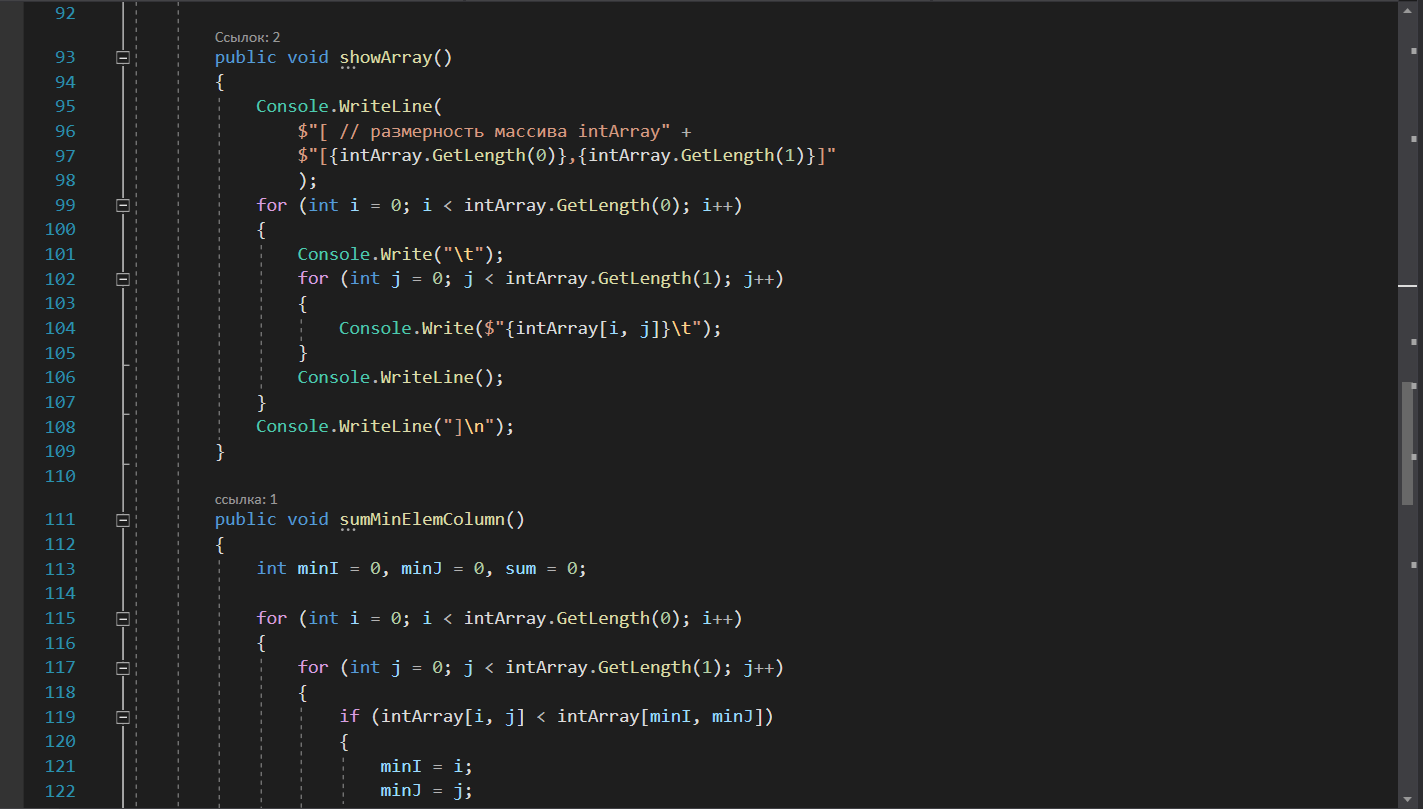 92
Ссылок: 2
93 public void showArray()
94 {
95 Console.WriteLine(
96 $"[ // размерность массива intArray" +
97 $"[{intArray.GetLength(0)},{intArray.GetLength(1)}]"
98 );
99 for (int i = 0; i < intArray.GetLength(0); i++)
100 {
101 Console.Write("\t");
102 for (int j = 0; j < intArray.GetLength(1); j++)
103 {
104 Console.Write($"{intArray[i, j]}\t");
105 }
106 Console.WriteLine();
107 }
108 Console.WriteLine("]\n");
109 }
110
ссылка: 1
111 public void sumMinElemColumn()
112 {
113 int minI = 0, minJ = 0, sum = 0;
114
115 for (int i = 0; i < intArray.GetLength(0); i++)
116 {
117 for (int j = 0; j < intArray.GetLength(1); j++)
118 {
119 if (intArray[i, j] < intArray[minI, minJ])
120 {
121 minI = i;
122 minJ = j;